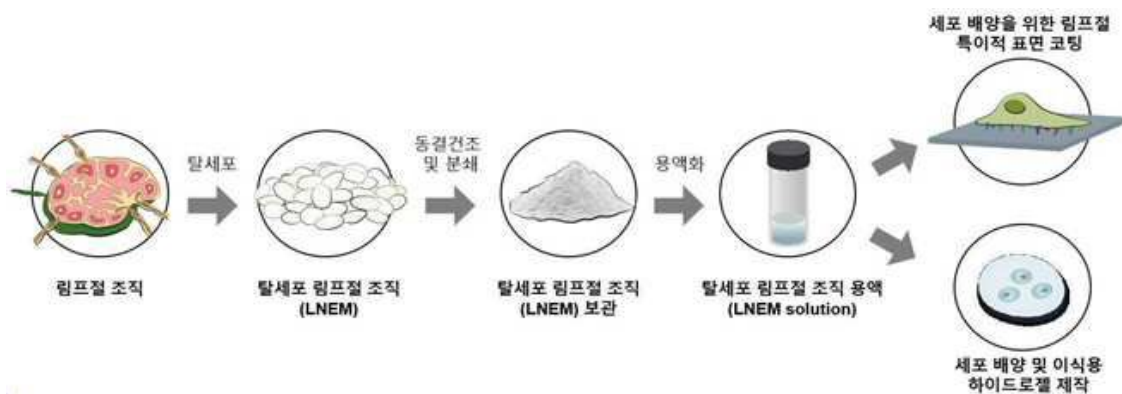 세포 배양을 위한 림프절
특이적 표면 코팅
탈세포
동결건조
및 분쇄
용액화
림프절 조직
탈세포 림프절 조직
(LNEM)
탈세포 림프절 조직
(LNEM) 보관
탈세포 림프절 조직 용액
(LNEM solution)
세포 배양 및 이식용
하이드로젤 제작